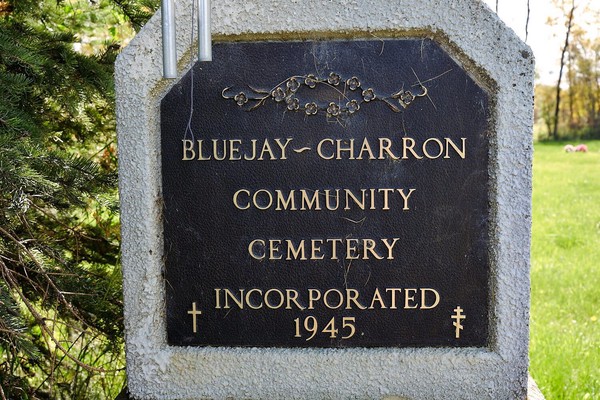 BLUEJAY~CHARRON
COMMUNITY
CEMETERY
INCORPORATED
1945